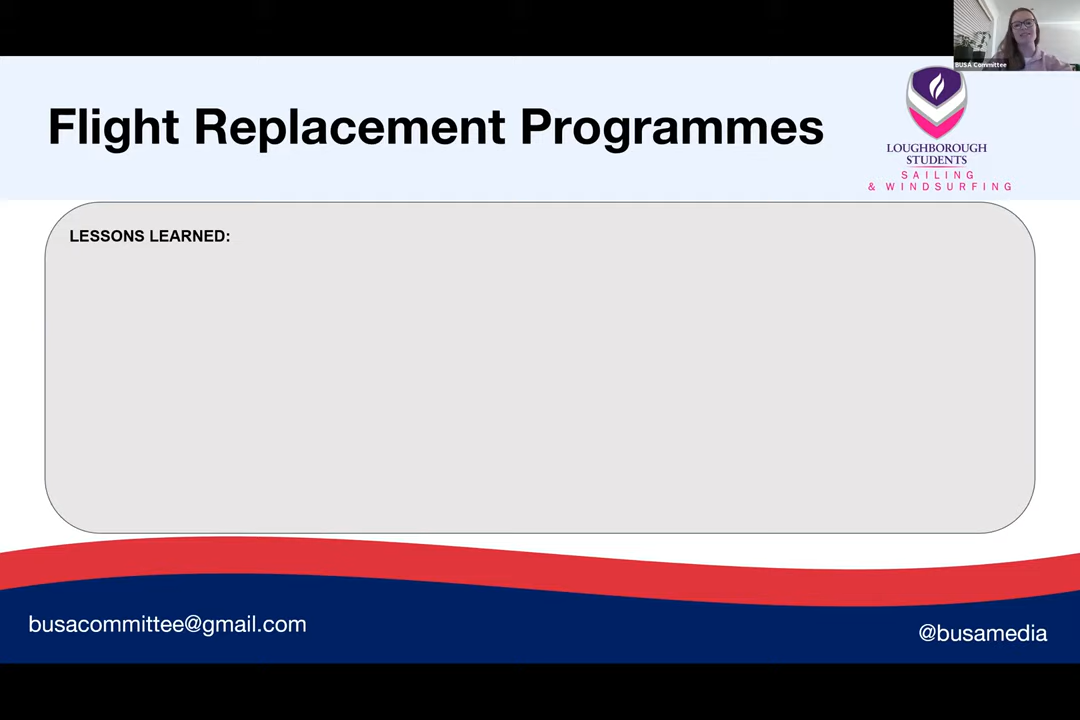 BUSA Committee
Flight Replacement Programmes
LOUGHBOROUGH
STUDENTS
SAILING
& WINDSURFING
LESSONS LEARNED:
busacommittee@gmail.com
@busamedia